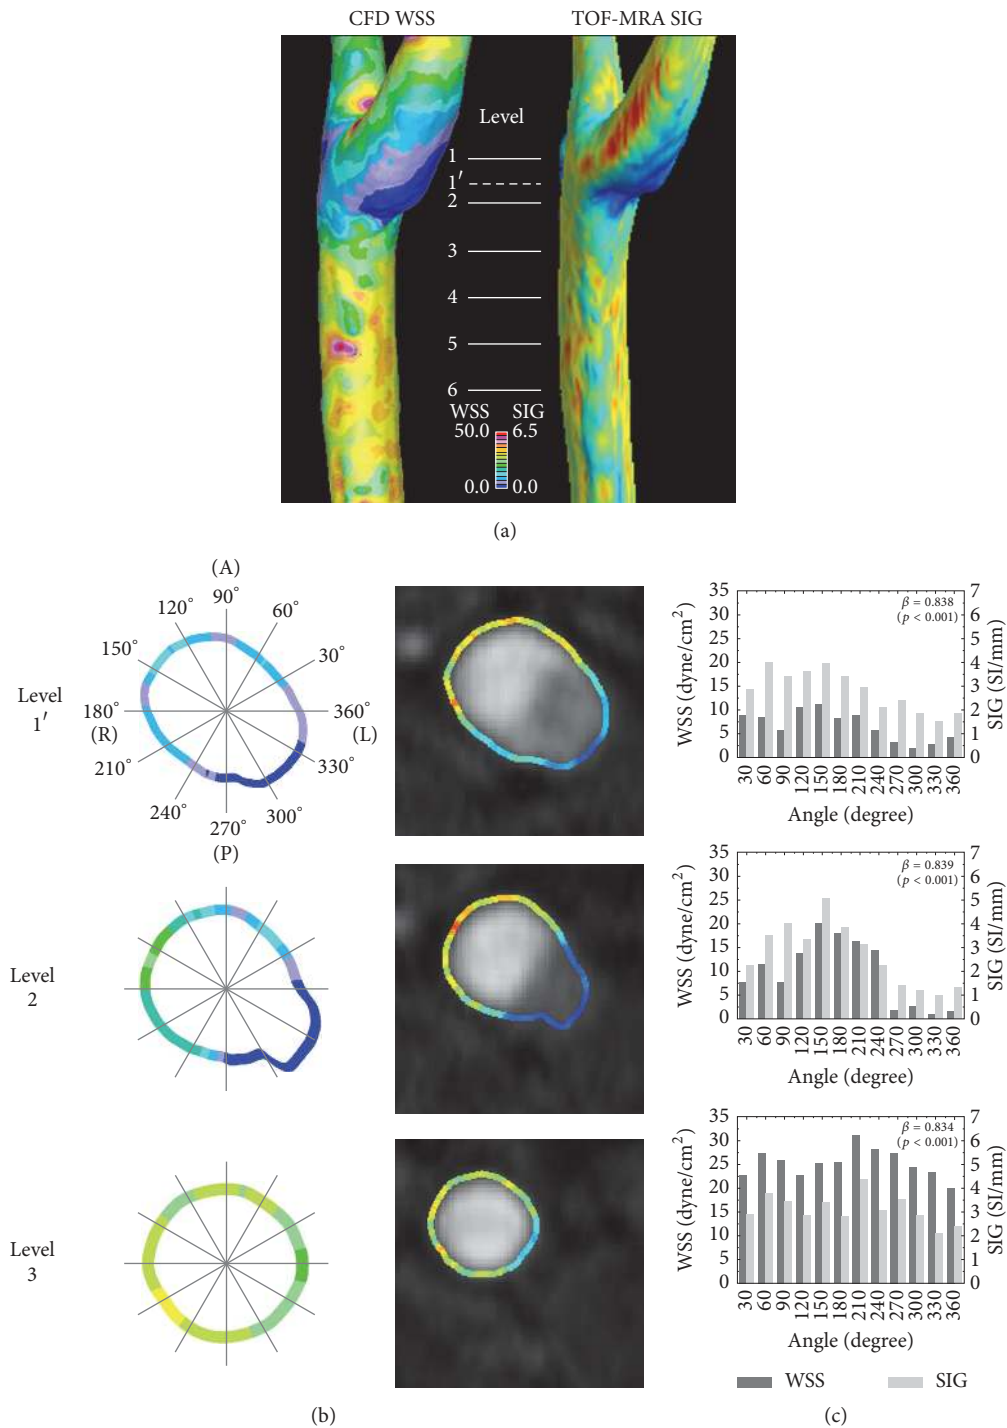 CFD WSS TOF-MRA SIG
Level
1
1′
2
3
4
5
6
WSS SIG
50.0 6.5
0.0 0.0
(a)
Level
1′
(A)
90°
120° 60°
150° 30°
180° 360°
(R) (L)
210° 330°
240° 300°
270°
(P)
Level
2
Level
3
(b)
WSS (dyne/cm²)
35
30
25
20
15
10
5
0
β = 0.838
(p < 0.001)
7
6
5
4
3
2
1
0
SIG (SI/mm)
30 60 90 120 150 180 210 240 270 300 330 360
Angle (degree)
WSS (dyne/cm²)
35
30
25
20
15
10
5
0
β = 0.839
(p < 0.001)
7
6
5
4
3
2
1
0
SIG (SI/mm)
30 60 90 120 150 180 210 240 270 300 330 360
Angle (degree)
WSS (dyne/cm²)
35
30
25
20
15
10
5
0
β = 0.834
(p < 0.001)
7
6
5
4
3
2
1
0
SIG (SI/mm)
30 60 90 120 150 180 210 240 270 300 330 360
Angle (degree)
WSS SIG
(c)